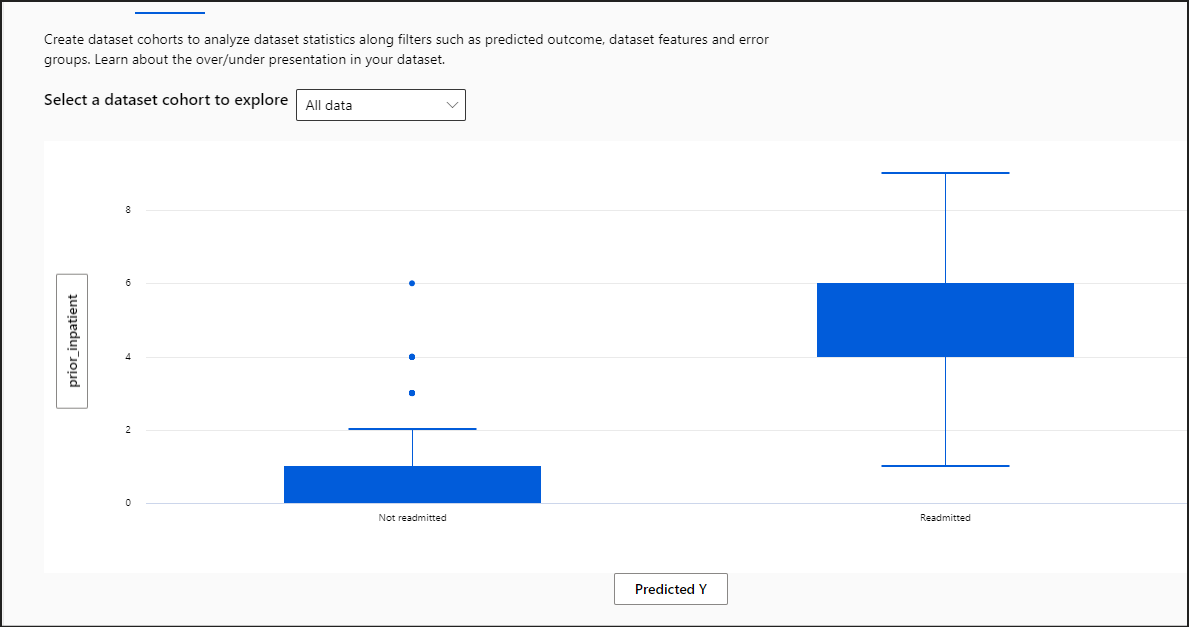 Create dataset cohorts to analyze dataset statistics along filters such as predicted outcome, dataset features and error
groups. Learn about the over/under presentation in your dataset.
Select a dataset cohort to explore
All data
8
6
4
2
0
prior_inpatient
Not readmitted
Readmitted
Predicted Y